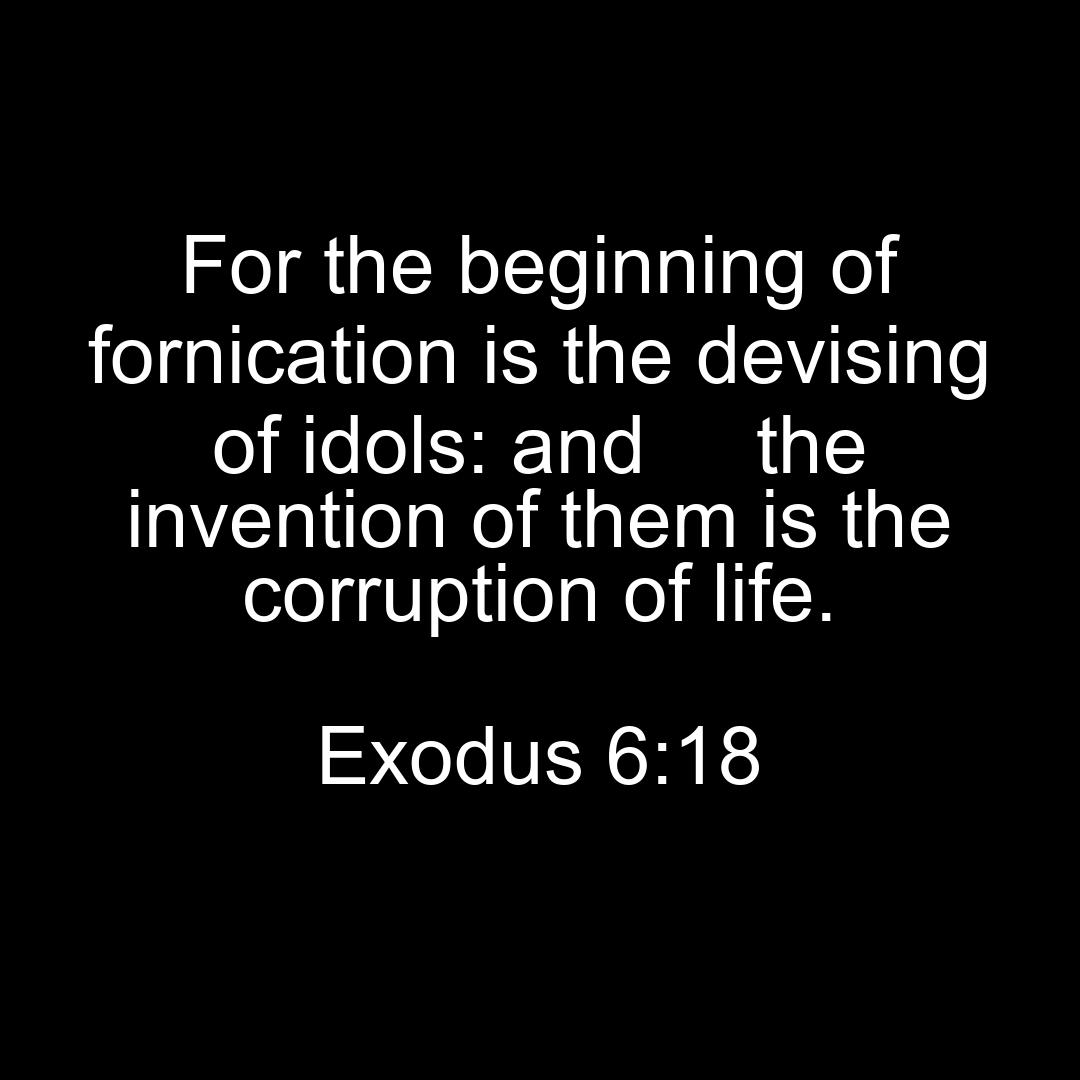 For the beginning of
fornication is the devising
of idols: and the
invention of them is the
corruption of life.
Exodus 6:18